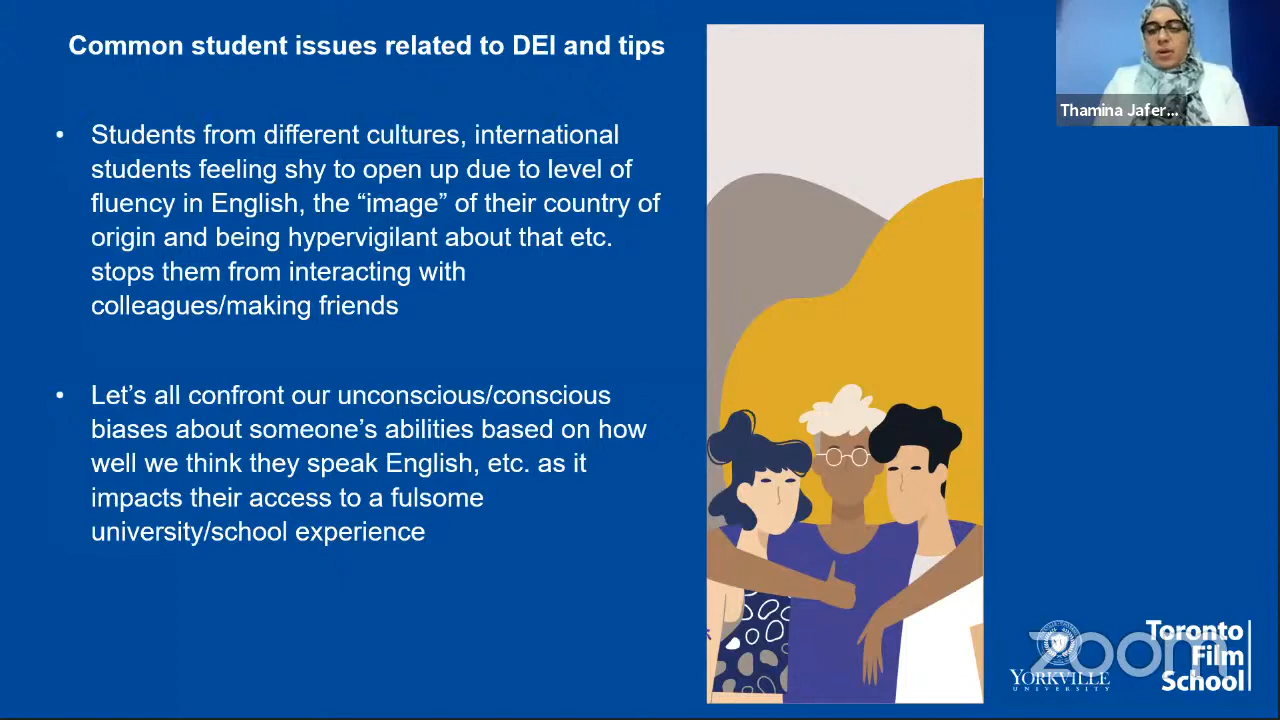 Common student issues related to DEI and tips
Thamina Jafer...
• Students from different cultures, international
students feeling shy to open up due to level of
fluency in English, the “image” of their country of
origin and being hypervigilant about that etc.
stops them from interacting with
colleagues/making friends
• Let’s all confront our unconscious/conscious
biases about someone’s abilities based on how
well we think they speak English, etc. as it
impacts their access to a fulsome
university/school experience
zoom
YORKVILLE
UNIVERSITY
Toronto
Film
School